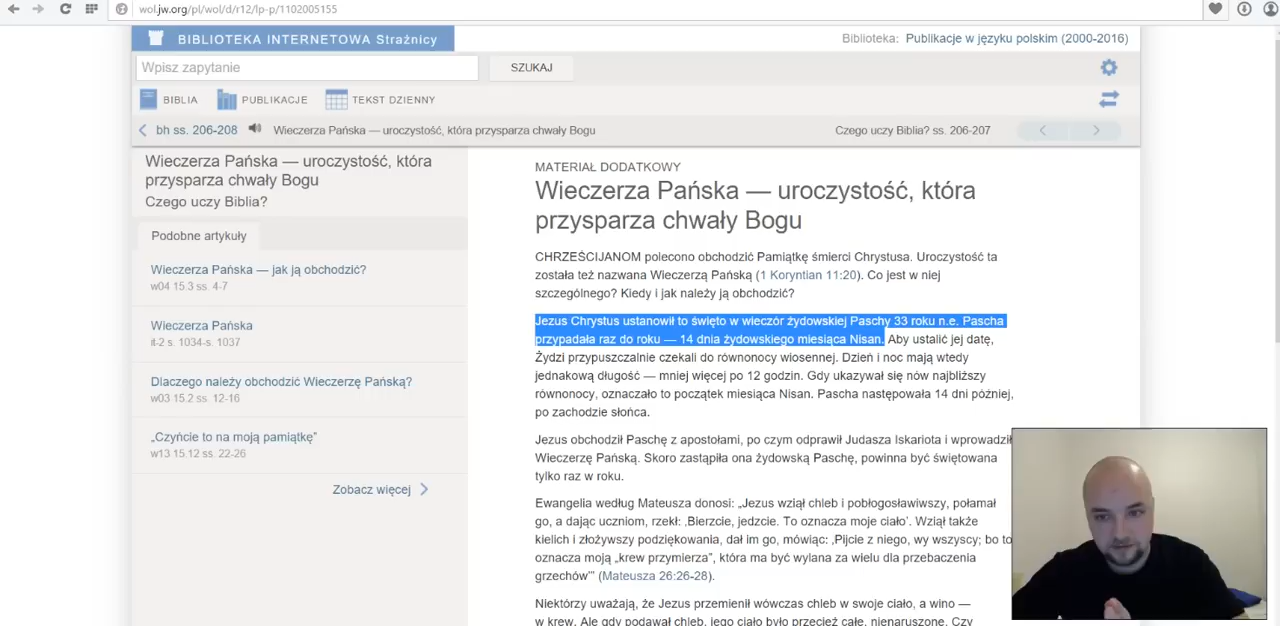 wol.jw.org/pl/wol/d/r12/lp-p/1102005155
BIBLIOTEKA INTERNETOWA Strażnicy
Biblioteka: Publikacje w języku polskim (2000-2016)
Wpisz zapytanie
SZUKAJ
BIBLIA
PUBLIKACJE
TEKST DZIENNY
bh ss. 206-208
Wieczerza Pańska — uroczystość, która przysparza chwały Bogu
Czego uczy Biblia? ss. 206-207
Wieczerza Pańska — uroczystość, która
przysparza chwały Bogu
Czego uczy Biblia?
Podobne artykuły
Wieczerza Pańska — jak ją obchodzić?
w04 15.3 ss. 4-7
Wieczerza Pańska
it-2 s. 1034-s. 1037
Dlaczego należy obchodzić Wieczerzę Pańską?
w03 15.2 ss. 12-16
„Czyńcie to na moją pamiątkę”
w13 15.12 ss. 22-26
Zobacz więcej
MATERIAŁ DODATKOWY
Wieczerza Pańska — uroczystość, która
przysparza chwały Bogu
CHRZEŚCIJANOM polecono obchodzić Pamiątkę śmierci Chrystusa. Uroczystość ta
została też nazwana Wieczerzą Pańską (1 Koryntian 11:20). Co jest w niej
szczególnego? Kiedy i jak należy ją obchodzić?
Jezus Chrystus ustanowił to święto w wieczór żydowskiej Paschy 33 roku n.e. Pascha
przypadała raz do roku — 14 dnia żydowskiego miesiąca Nisan. Aby ustalić jej datę,
Żydzi przypuszczalnie czekali do równonocy wiosennej. Dzień i noc mają wtedy
jednakową długość — mniej więcej po 12 godzin. Gdy ukazywał się nów najbliższy
równonocy, oznaczało to początek miesiąca Nisan. Pascha następowała 14 dni później,
po zachodzie słońca.
Jezus obchodził Paschę z apostołami, po czym odprawił Judasza Iskariota i wprowadził
Wieczerzę Pańską. Skoro zastąpiła ona żydowską Paschę, powinna być świętowana
tylko raz w roku.
Ewangelia według Mateusza donosi: „Jezus wziął chleb i pobłogosławiwszy, połamał
go, a dając uczniom, rzekł: ‚Bierzcie, jedzcie. To oznacza moje ciało’. Wziął także
kielich i złożywszy podziękowania, dał im go, mówiąc: ‚Pijcie z niego, wy wszyscy; bo to
oznacza moją „krew przymierza”, która ma być wylana za wielu dla przebaczenia
grzechów’” (Mateusza 26:26-28).
Niektórzy uważają, że Jezus przemienił wówczas chleb w swoje ciało, a wino —
w krew. Ale gdy podawał chleb, jego ciało było przecież całe, nienaruszone. Czy